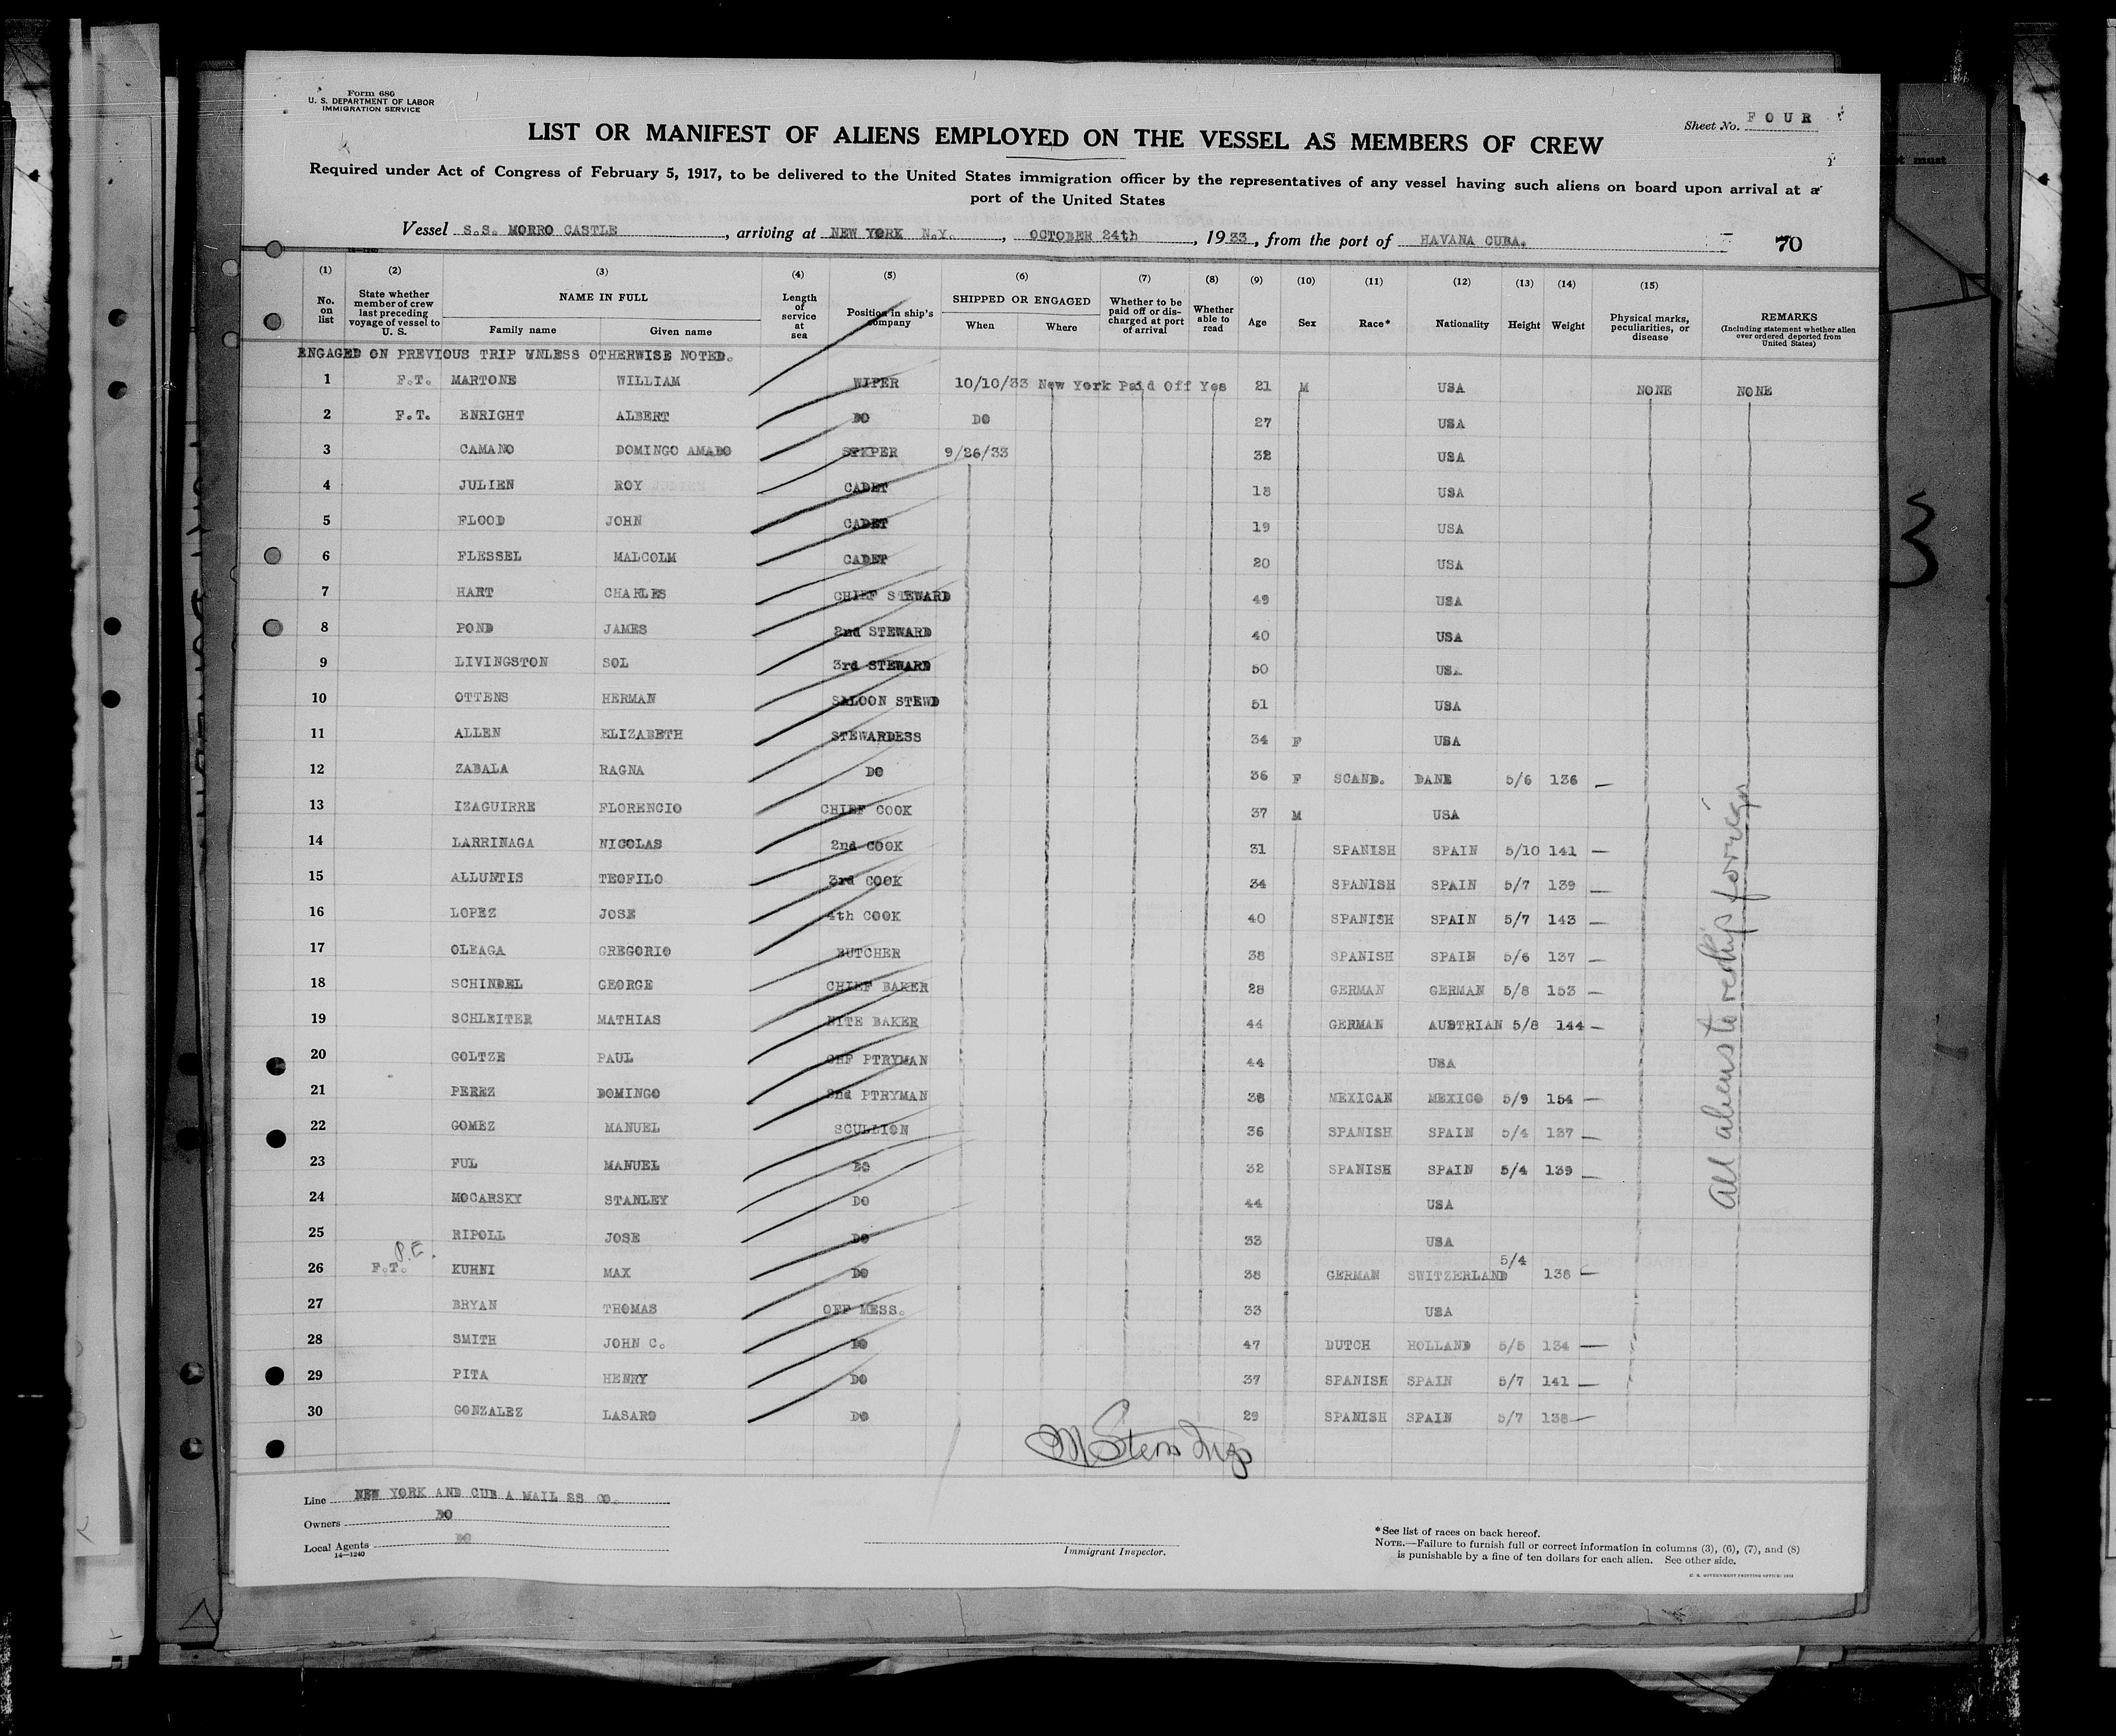 Form 680
U. S. DEPARTMENT OF LABOR
IMMIGRATION SERVICE
Sheet No. FOUR
LIST OR MANIFEST OF ALIENS EMPLOYED ON THE VESSEL AS MEMBERS OF CREW
Required under Act of Congress of February 5, 1917, to be delivered to the United States immigration officer by the representatives of any vessel having such aliens on board upon arrival at a
port of the United States
Vessel S.S. MORRO CASTLE, arriving at NEW YORK N.Y., OCTOBER 24th, 1933, from the port of HAVANA CUBA.
70
(1) (2) (3) (4) (5) (6) (7) (8) (9) (10) (11) (12) (13) (14) (15)
No. on list
State whether member of crew last preceding voyage of vessel to U. S.
NAME IN FULL
Family name Given name
Length of service at sea
Position in ship's company
SHIPPED OR ENGAGED
When Where
Whether to be paid off or discharged at port of arrival
Whether able to read
Age
Sex
Race*
Nationality
Height
Weight
Physical marks, peculiarities, or disease
REMARKS
(Including statement whether alien ever ordered deported from United States)
ENGAGED ON PREVIOUS TRIP UNLESS OTHERWISE NOTED.
1 F.T. MARTONE WILLIAM WIPER 10/10/33 New York Paid Off Yes 21 M USA NONE NONE
2 F.T. ENRIGHT ALBERT DO DO 27 USA
3 CAMANO DOMINGO AMADO 9/26/33 32 USA
4 JULIEN ROY CADET 18 USA
5 FLOOD JOHN CADET 19 USA
6 FLESSEL MALCOLM CADET 20 USA
7 HART CHARLES CHIEF STEWARD 49 USA
8 POND JAMES 2nd STEWARD 40 USA
9 LIVINGSTON SOL 3rd STEWARD 50 USA
10 OTTENS HERMAN SALOON STEWD 51 USA
11 ALLEN ELIZABETH STEWARDESS 34 F USA
12 ZABALA RAGNA DO 36 F SCAND. DANE 5/6 136 —
13 IZAGUIRRE FLORENCIO CHIEF COOK 37 M USA
14 LARRINAGA NICOLAS 2nd COOK 31 SPANISH SPAIN 5/10 141 —
15 ALLUNTIS TEOFILO 3rd COOK 34 SPANISH SPAIN 5/7 139 —
16 LOPEZ JOSE 4th COOK 40 SPANISH SPAIN 5/7 143 —
17 OLEAGA GREGORIO BUTCHER 38 SPANISH SPAIN 5/6 137 —
18 SCHINDEL GEORGE CHIEF BAKER 28 GERMAN GERMAN 5/8 153 —
19 SCHLEITER MATHIAS NITE BAKER 44 GERMAN AUSTRIAN 5/8 144 —
20 GOLTZE PAUL CHF PTRYMAN 44 USA
21 PEREZ DOMINGO 2nd PTRYMAN 38 MEXICAN MEXICO 5/9 154 —
22 GOMEZ MANUEL SCULLION 36 SPANISH SPAIN 5/4 137 —
23 FUL MANUEL DO 32 SPANISH SPAIN 5/4 139 —
24 MOCARSKY STANLEY DO 44 USA
25 RIPOLL JOSE DO 33 USA
P.E.
26 F.T. KUHNI MAX DO 38 GERMAN SWITZERLAND 5/4 136 —
27 BRYAN THOMAS OFF MESS. 33 USA
28 SMITH JOHN C. DO 47 DUTCH HOLLAND 5/5 134 —
29 PITA HENRY DO 37 SPANISH SPAIN 5/7 141 —
30 GONZALEZ LASARO DO 29 SPANISH SPAIN 5/7 138 —
All aliens to reship foreign
Line NEW YORK AND CUBA MAIL SS CO.
Owners DO
Local Agents DO
14—1240
Immigrant Inspector.
*See list of races on back hereof.
NOTE.—Failure to furnish full or correct information in columns (3), (6), (7), and (8)
is punishable by a fine of ten dollars for each alien. See other side.
must
3